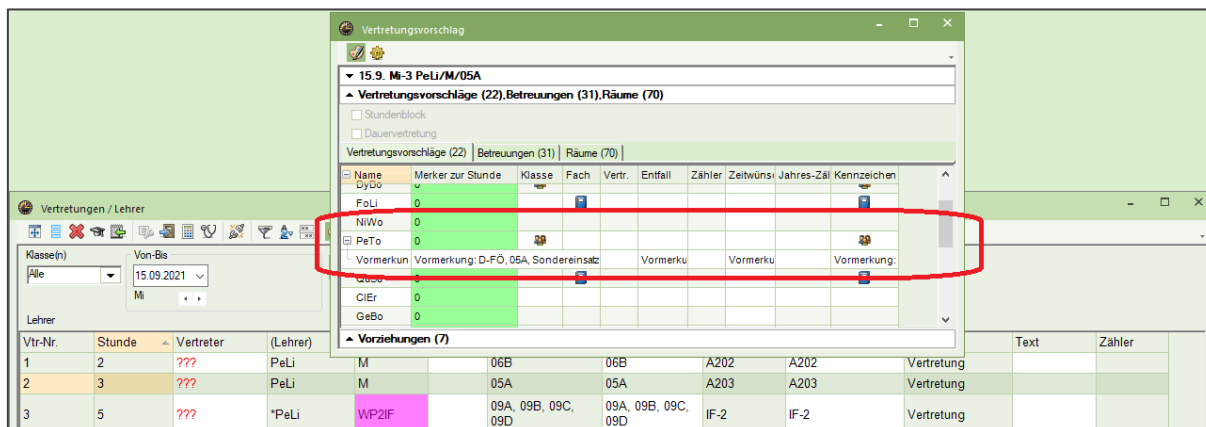 Vertretungsvorschlag
15.9. Mi-3 PeLi/M/05A
Vertretungsvorschläge (22),Betreuungen (31),Räume (70)
Stundenblock
Dauervertretung
Vertretungsvorschläge (22) Betreuungen (31) Räume (70)
Name Merker zur Stunde Klasse Fach Vertr. Entfall Zähler Zeitwünsc Jahres-Zäl Kennzeichen
DyDo 0
FoLi 0
NiWo 0
PeTo 0
Vormerkun Vormerkung: D-FÖ, 06A, Sondereinsatz Vormerku Vormerku Vormerkung:
0
ClEr 0
GeBo 0
Vorziehungen (7)
Vertretungen / Lehrer
Klasse(n) Von-Bis
Alle 15.09.2021
Mi
Lehrer
Vtr-Nr. Stunde Vertreter (Lehrer) Text Zähler
1 2 ??? PeLi M 06B 06B A202 A202 Vertretung
2 3 ??? PeLi M 05A 05A A203 A203 Vertretung
3 5 ??? *PeLi WP2IF 09A, 09B, 09C, 09D 09A, 09B, 09C, 09D IF-2 IF-2 Vertretung